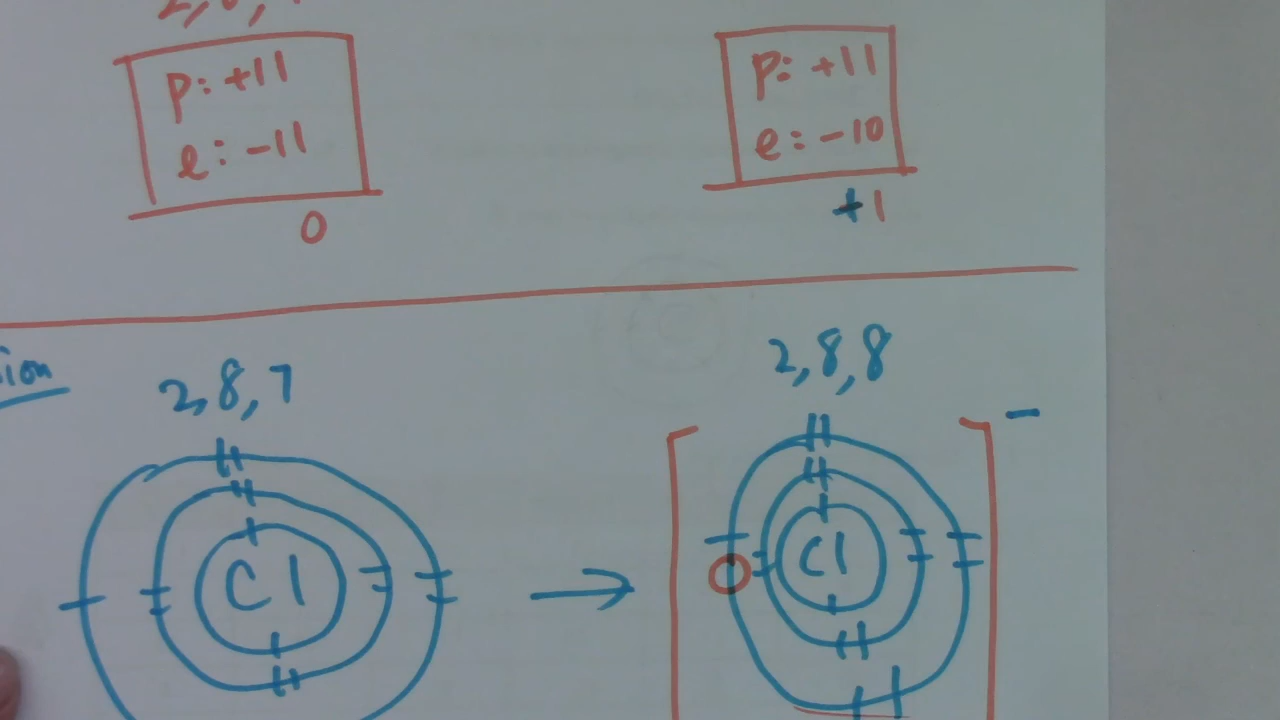 p: +11
e: -11
0
p: +11
e: -10
+1
2,8,7
2,8,8
-
Cl
Cl